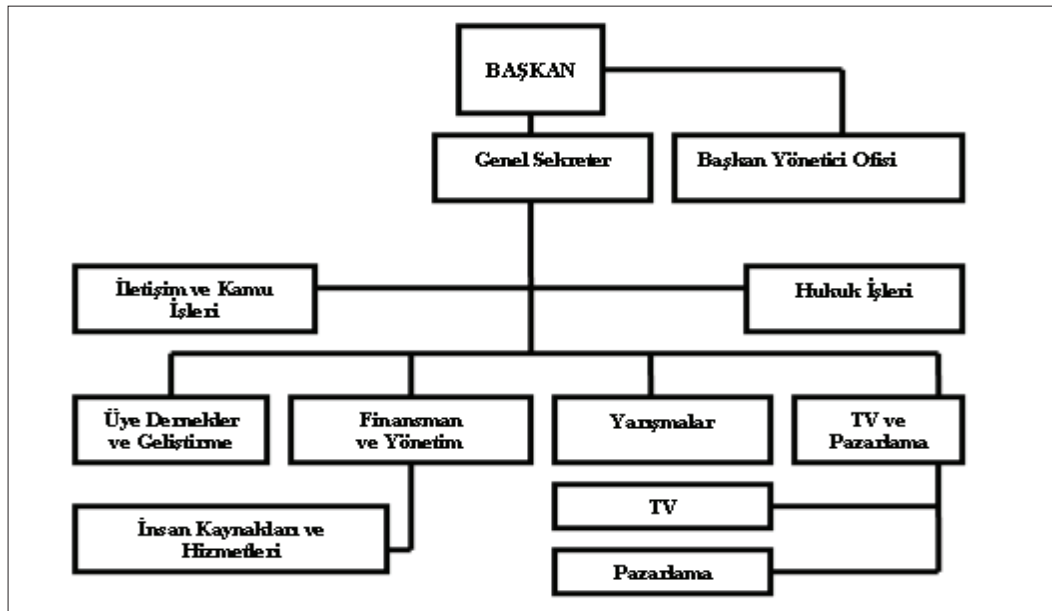 BAŞKAN
Genel Sekreter
Başkan Yönetici Ofisi
İletişim ve Kamu
İşleri
Hukuk İşleri
Üye Dernekler
ve Geliştirme
Finansman
ve Yönetim
Yarışmalar
TV ve
Pazarlama
İnsan Kaynakları ve
Hizmetleri
TV
Pazarlama